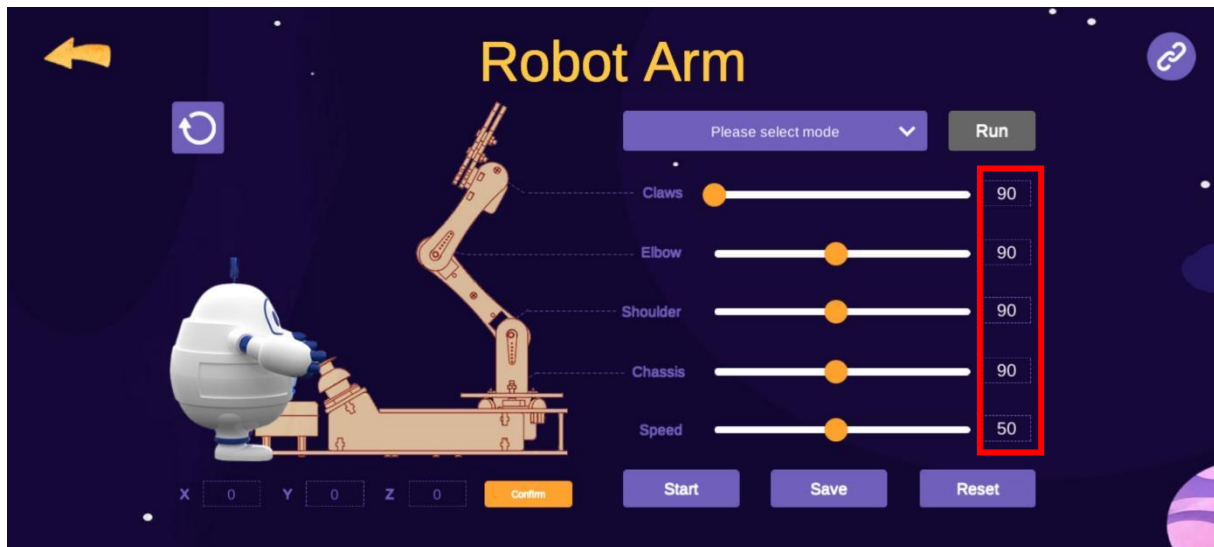 Robot Arm
Please select mode
Run
Claws 90
Elbow 90
Shoulder 90
Chassis 90
Speed 50
X 0 Y 0 Z 0 Confirm
Start Save Reset